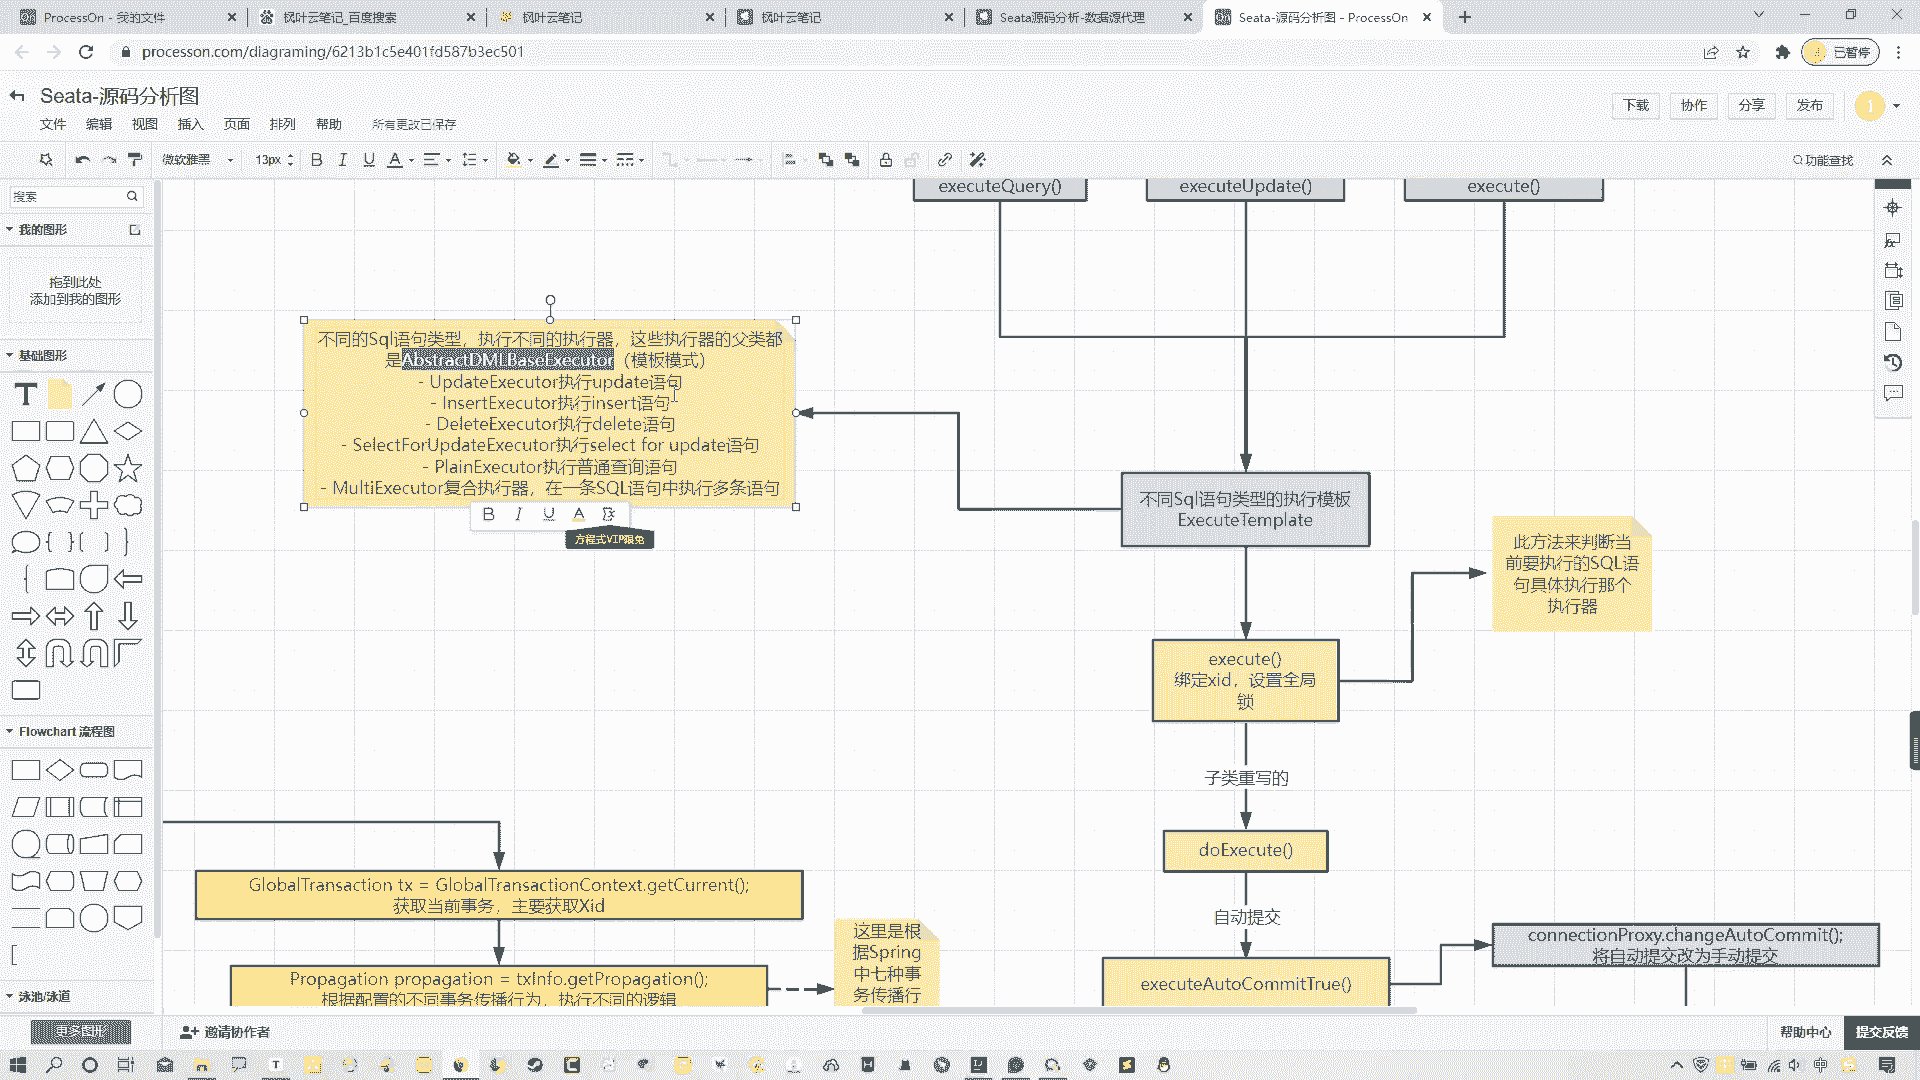 ProcessOn - 我的文件
枫叶云笔记_百度搜索
枫叶云笔记
枫叶云笔记
Seata源码分析-数据源代理
Seata-源码分析图 - ProcessOn
processon.com/diagraming/6213b1c5e401fd587b3ec501
已暂停
Seata-源码分析图
下载
协作
分享
发布
文件
编辑
视图
插入
页面
排列
帮助
所有更改已保存
微软雅黑
13px
功能查找
搜索
我的图形
拖到此处
添加到我的图形
基础图形
Flowchart 流程图
泳池/泳道
更多图形
executeQuery()
executeUpdate()
execute()
不同的Sql语句类型，执行不同的执行器，这些执行器的父类都
是AbstractDMLBaseExecutor（模板模式）
- UpdateExecutor执行update语句
- InsertExecutor执行insert语句
- DeleteExecutor执行delete语句
- SelectForUpdateExecutor执行select for update语句
- PlainExecutor执行普通查询语句
- MultiExecutor复合执行器，在一条SQL语句中执行多条语句
方程式VIP限免
不同Sql语句类型的执行模板
ExecuteTemplate
此方法来判断当
前要执行的SQL语
句具体执行那个
执行器
execute()
绑定xid，设置全局
锁
子类重写的
doExecute()
自动提交
executeAutoCommitTrue()
connectionProxy.changeAutoCommit();
将自动提交改为手动提交
GlobalTransaction tx = GlobalTransactionContext.getCurrent();
获取当前事务，主要获取Xid
Propagation propagation = txInfo.getPropagation();
根据配置的不同事务传播行为，执行不同的逻辑
这里是根
据Spring
中七种事
务传播行
邀请协作者
帮助中心
提交反馈
中